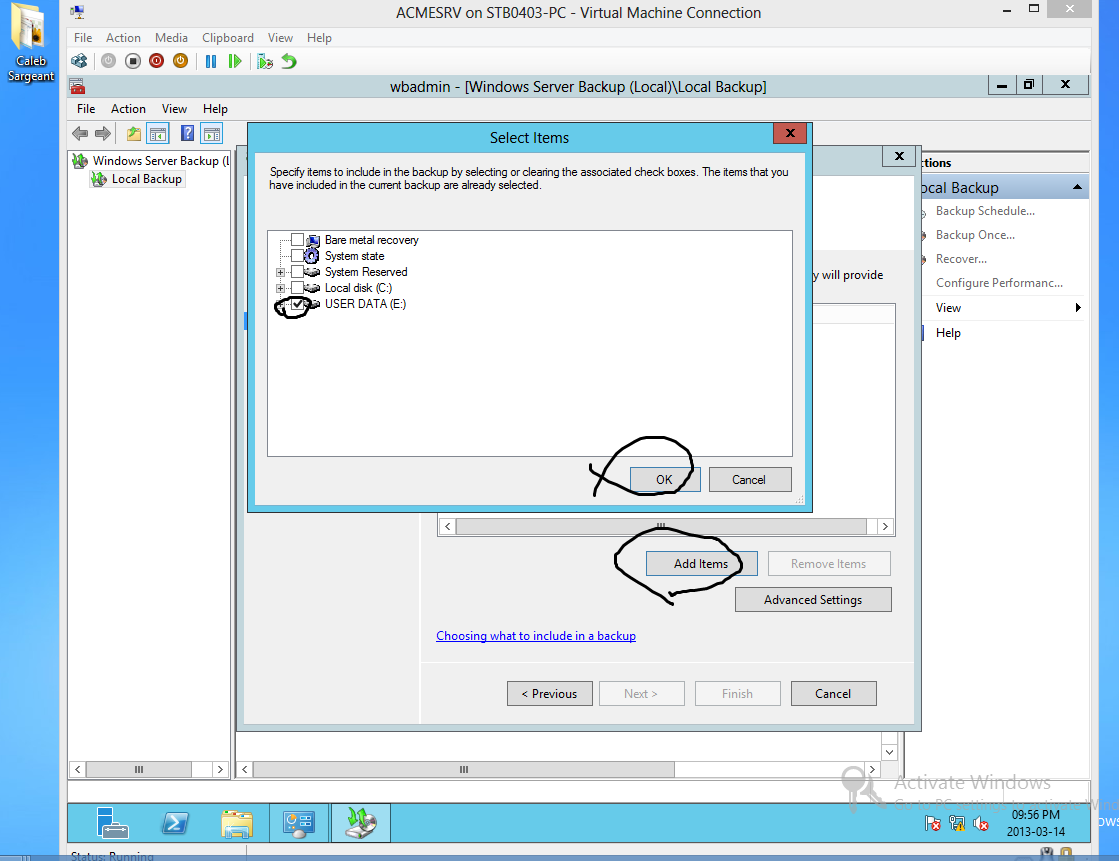 ACMESRV on STB0403-PC - Virtual Machine Connection
Caleb
Sargeant
File Action Media Clipboard View Help
wbadmin - [Windows Server Backup (Local)\Local Backup]
File Action View Help
Select Items
Windows Server Backup (L
Local Backup
Specify items to include in the backup by selecting or clearing the associated check boxes. The items that you
have included in the current backup are already selected.
Bare metal recovery
System state
System Reserved
Local disk (C:)
USER DATA (E:)
OK Cancel
y will provide
ctions
ocal Backup
Backup Schedule...
Backup Once...
Recover...
Configure Performanc...
View
Help
Add Items Remove Items
Advanced Settings
Choosing what to include in a backup
< Previous Next > Finish Cancel
Activate Windows
09:56 PM
2013-03-14
Status: Running